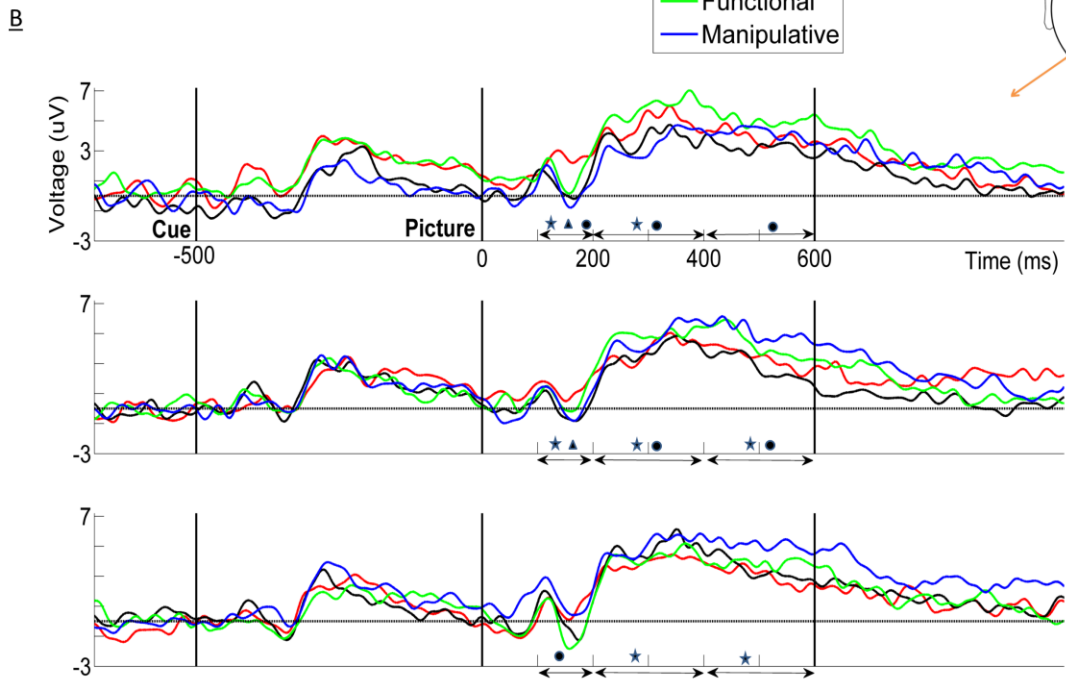 B
Functional
Manipulative
Voltage (uV)
7
3
-3
Cue
Picture
-500
0
200
400
600
Time (ms)
7
-3
7
-3